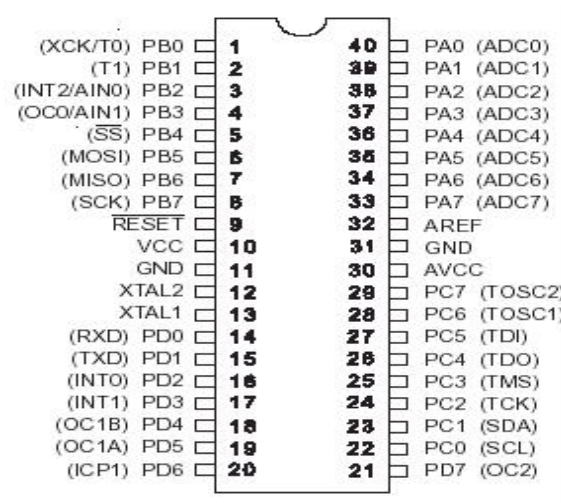 (XCK/T0) PB0 1 40 PA0 (ADC0)
(T1) PB1 2 39 PA1 (ADC1)
(INT2/AIN0) PB2 3 38 PA2 (ADC2)
(OC0/AIN1) PB3 4 37 PA3 (ADC3)
(SS) PB4 5 36 PA4 (ADC4)
(MOSI) PB5 6 35 PA5 (ADC5)
(MISO) PB6 7 34 PA6 (ADC6)
(SCK) PB7 8 33 PA7 (ADC7)
RESET 9 32 AREF
VCC 10 31 GND
GND 11 30 AVCC
XTAL2 12 29 PC7 (TOSC2)
XTAL1 13 28 PC6 (TOSC1)
(RXD) PD0 14 27 PC5 (TDI)
(TXD) PD1 15 26 PC4 (TDO)
(INT0) PD2 16 25 PC3 (TMS)
(INT1) PD3 17 24 PC2 (TCK)
(OC1B) PD4 18 23 PC1 (SDA)
(OC1A) PD5 19 22 PC0 (SCL)
(ICP1) PD6 20 21 PD7 (OC2)